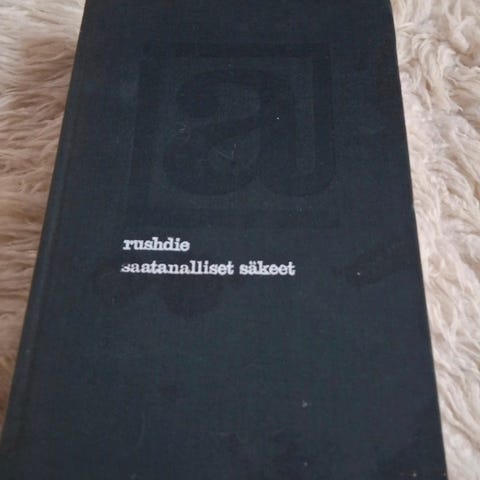 a
rushdie
saatanalliset säkeet